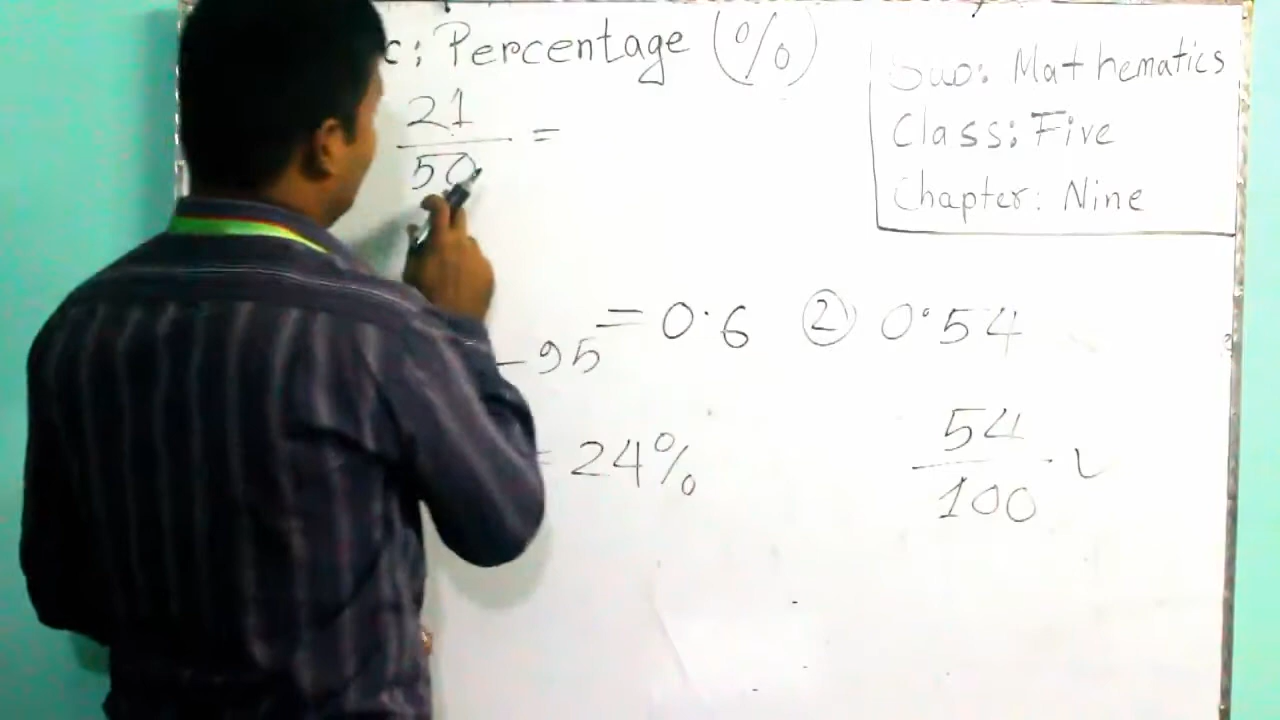 : Percentage (%)
21
50 =
Sub: Mathematics
Class: Five
Chapter: Nine
= 0.6
② 0.54
95
= 24%
54
100